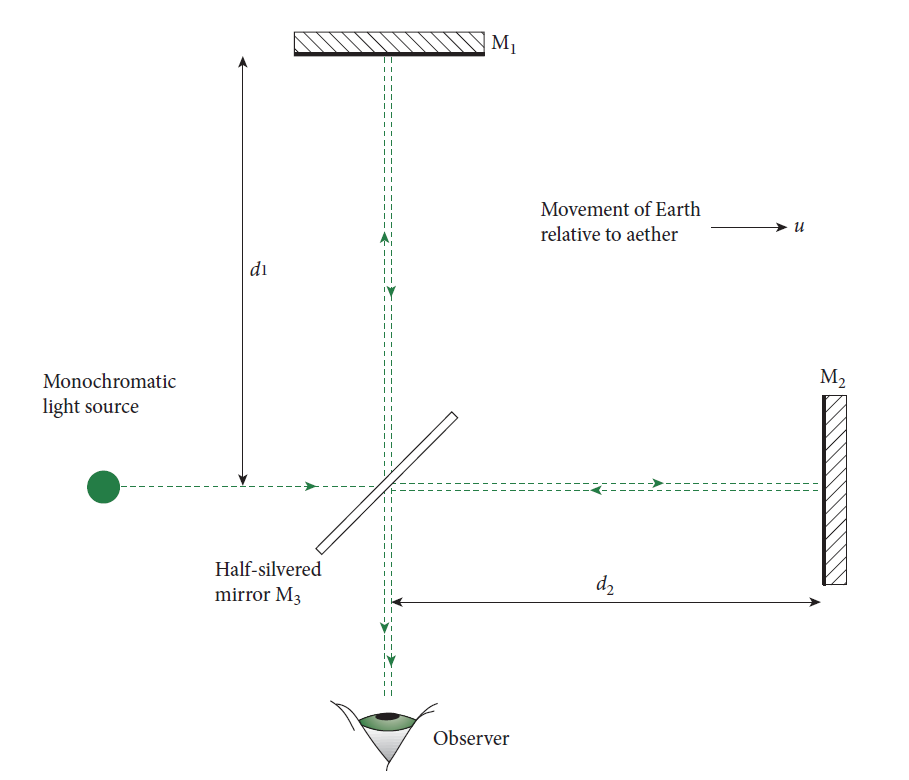 M₁
Movement of Earth
relative to aether
u
d1
Monochromatic
light source
M₂
Half-silvered
mirror M₃
d₂
Observer